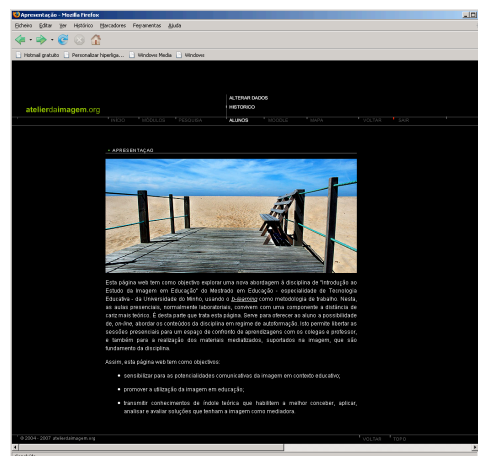 Apresentação - Mozilla Firefox
Ficheiro Editar Ver Histórico Marcadores Ferramentas Ajuda
Hotmail gratuito Personalizar hiperliga... Windows Media Windows
ALTERAR DADOS
HISTORICO
atelierdaimagem.org
INICIO MÓDULOS PESQUISA ALUNOS MOODLE MAPA VOLTAR SAIR
APRESENTAÇAO
Esta página web tem como objectivo explorar uma nova abordagem à disciplina de "Introdução ao
Estudo da Imagem em Educação" do Mestrado em Educação - especialidade de Tecnologia
Educativa - da Universidade do Minho, usando o b-learning como metodologia de trabalho. Nesta,
as aulas presenciais, normalmente laboratoriais, convivem com uma componente a distância de
cariz mais teórico. É desta parte que trata esta página. Serve para oferecer ao aluno a possibilidade
de, on-line, abordar os conteúdos da disciplina em regime de autoformação. Isto permite libertar as
sessões presenciais para um espaço de confronto de aprendizagens com os colegas e professor,
e também para a realização dos materiais mediatizados, suportados na imagem, que são
fundamento da disciplina.
Assim, esta página web tem como objectivos:
• sensibilizar para as potencialidades comunicativas da imagem em contexto educativo;
• promover a utilização da imagem em educação;
• transmitir conhecimentos de índole teórica que habilitem a melhor conceber, aplicar,
analisar e avaliar soluções que tenham a imagem como mediadora.
© 2004 - 2007 atelierdaimagem.org VOLTAR TOPO